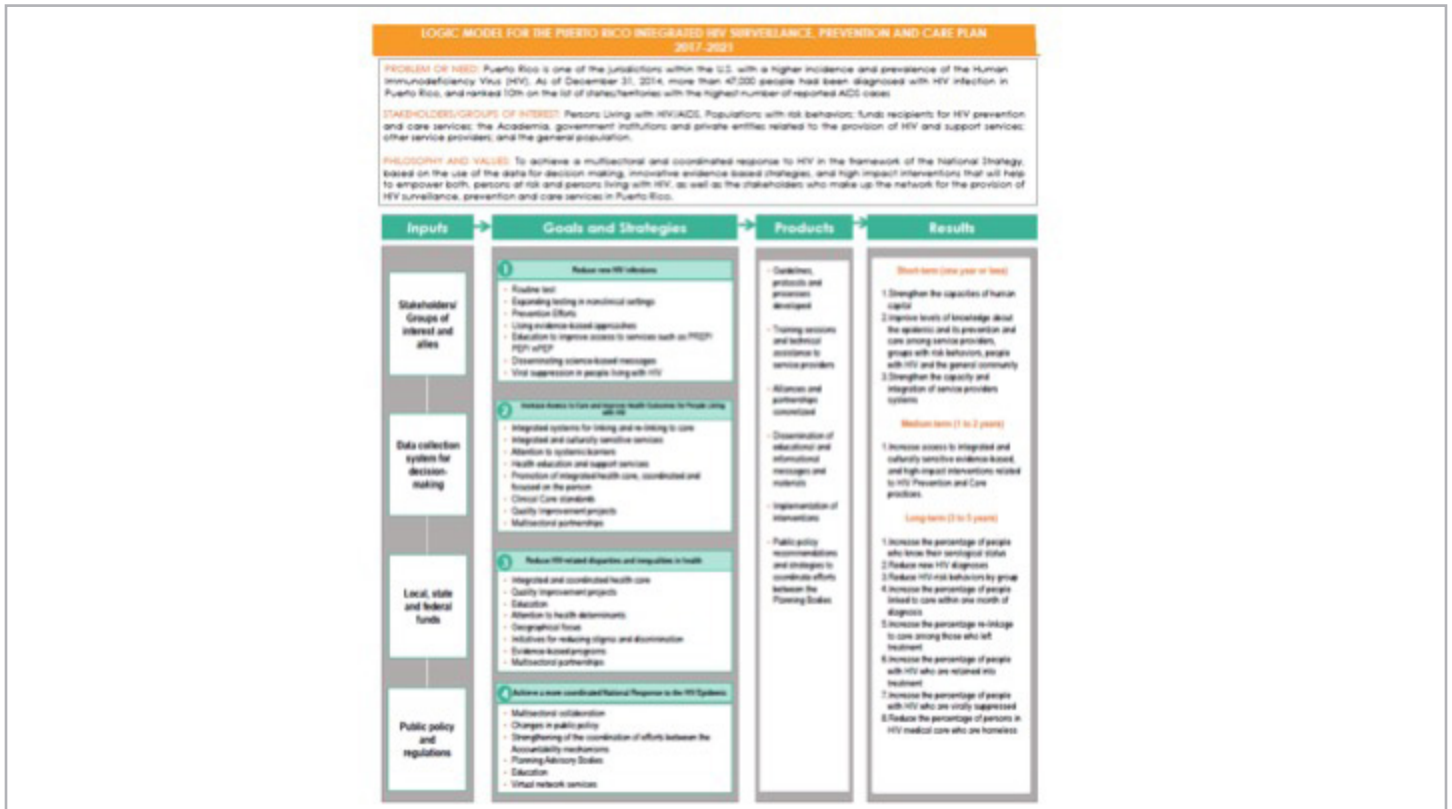 LOGIC MODEL FOR THE PUERTO RICO INTEGRATED HIV SURVEILLANCE, PREVENTION AND CARE PLAN
2017-2021
PROBLEM OR NEED: Puerto Rico is one of the jurisdictions within the U.S. with a higher incidence and prevalence of the Human
Immunodeficiency Virus (HIV). As of December 31, 2014, more than 47,000 people had been diagnosed with HIV infection in
Puerto Rico, and ranked 10th on the list of states/territories with the highest number of reported AIDS cases
STAKEHOLDERS/GROUPS OF INTEREST: Persons Living with HIV/AIDS, Populations with risk behaviors; funds recipients for HIV prevention
and care services; the Academia, government institutions and private entities related to the provision of HIV and support services;
other service providers; and the general population.
PHILOSOPHY AND VALUES: To achieve a multisectoral and coordinated response to HIV in the framework of the National Strategy,
based on the use of the data for decision making, innovative evidence based strategies, and high impact interventions that will help
to empower both, persons at risk and persons living with HIV, as well as the stakeholders who make up the network for the provision of
HIV surveillance, prevention and care services in Puerto Rico.
Inputs
Stakeholders/
Groups of
interest and
allies
Data collection
system for
decision-
making
Local, state
and federal
funds
Public policy
and
regulations
Goals and Strategies
1 Reduce new HIV infections
- Routine test
- Expanding testing in nonclinical settings
- Prevention Efforts
- Using evidence-based approaches
- Education to improve access to services such as PREP/
PEP/ nPEP
- Disseminating science-based messages
- Viral suppression in people living with HIV
2 Increase Access to Care and Improve Health Outcomes for People Living
with HIV
- Integrated systems for linking and re-linking to care
- Integrated and culturally sensitive services
- Attention to systemic barriers
- Health education and support services
- Promotion of integrated health care, coordinated and
focused on the person
- Clinical Care standards
- Quality Improvement projects
- Multisectoral partnerships
3 Reduce HIV-related disparities and inequalities in health
- Integrated and coordinated health care
- Quality Improvement projects
- Education
- Attention to health determinants
- Geographical focus
- Initiatives for reducing stigma and discrimination
- Evidence-based programs
- Multisectoral partnerships
4 Achieve a more coordinated National Response to the HIV Epidemic
- Multisectoral collaboration
- Changes in public policy
- Strengthening of the coordination of efforts between the
Accountability mechanisms
- Planning Advisory Bodies
- Education
- Virtual network services
Products
- Guidelines,
protocols and
processes
developed
- Training sessions
and technical
assistance to
service providers
- Alliances and
partnerships
concretized
- Dissemination of
educational and
informational
messages and
materials
- Implementation of
interventions
- Public policy
recommendations
and strategies to
coordinate efforts
between the
Planning Bodies
Results
Short-term (one year or less)
1. Strengthen the capacities of human
capital
2. Improve levels of knowledge about
the epidemic and its prevention and
care among service providers,
groups with risk behaviors, people
with HIV and the general community
3. Strengthen the capacity and
integration of service providers
systems
Medium term (1 to 2 years)
1. Increase access to integrated and
culturally sensitive evidence-based,
and high-impact interventions related
to HIV Prevention and Care
practices.
Long-term (3 to 5 years)
1. Increase the percentage of people
who know their serological status
2. Reduce new HIV diagnoses
3. Reduce HIV-risk behaviors by group
4. Increase the percentage of people
linked to care within one month of
diagnosis
5. Increase the percentage re-linkage
to care among those who left
treatment
6. Increase the percentage of people
with HIV who are retained into
treatment
7. Increase the percentage of people
with HIV who are virally suppressed
8. Reduce the percentage of persons in
HIV medical care who are homeless